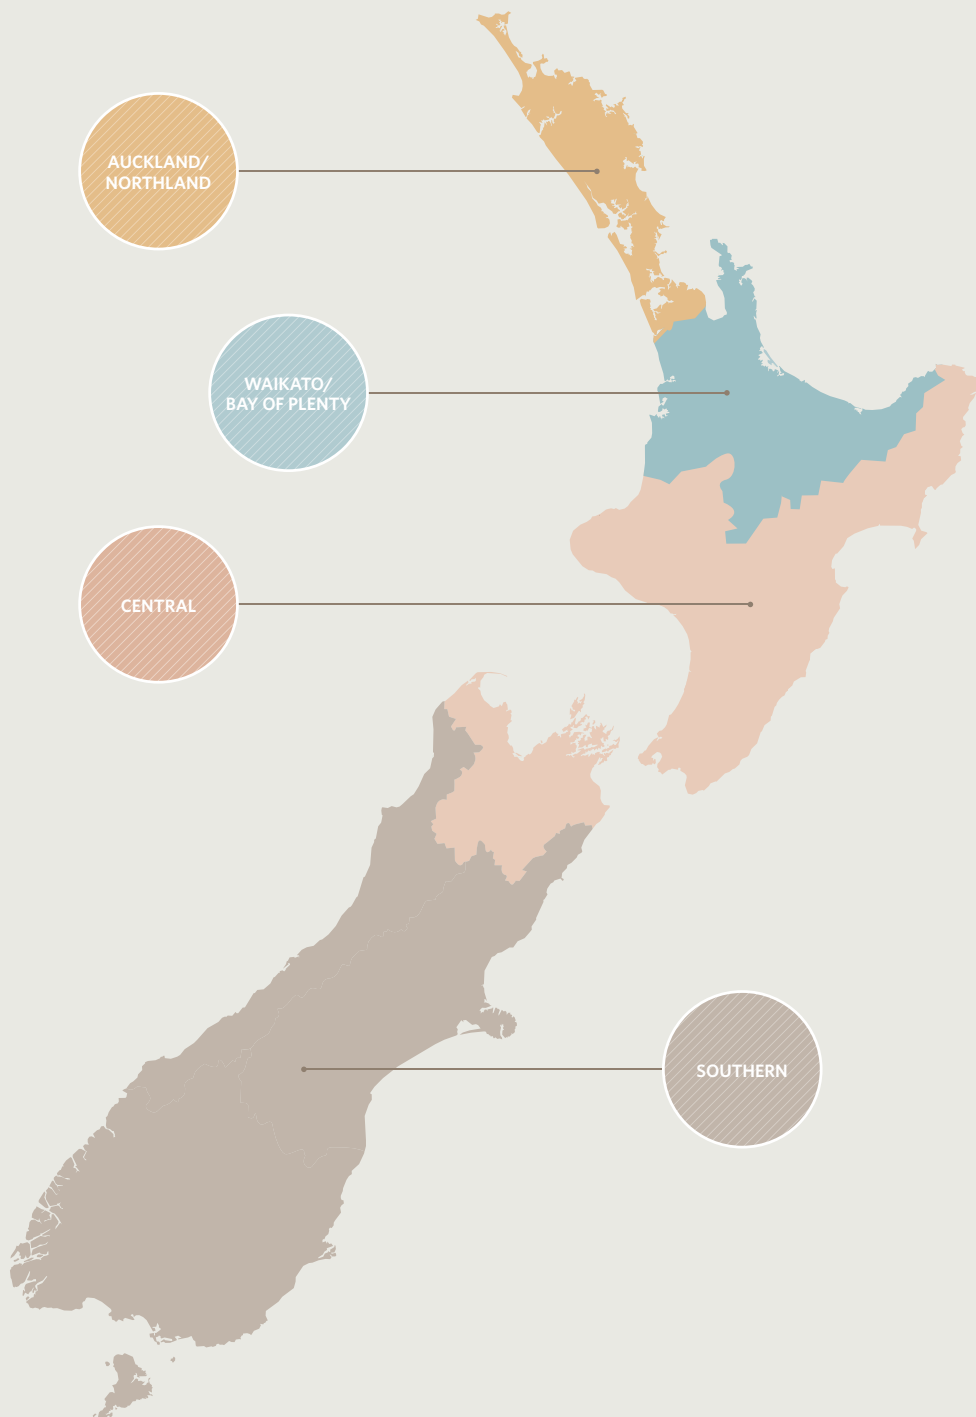 AUCKLAND/
NORTHLAND
WAIKATO/
BAY OF PLENTY
CENTRAL
SOUTHERN